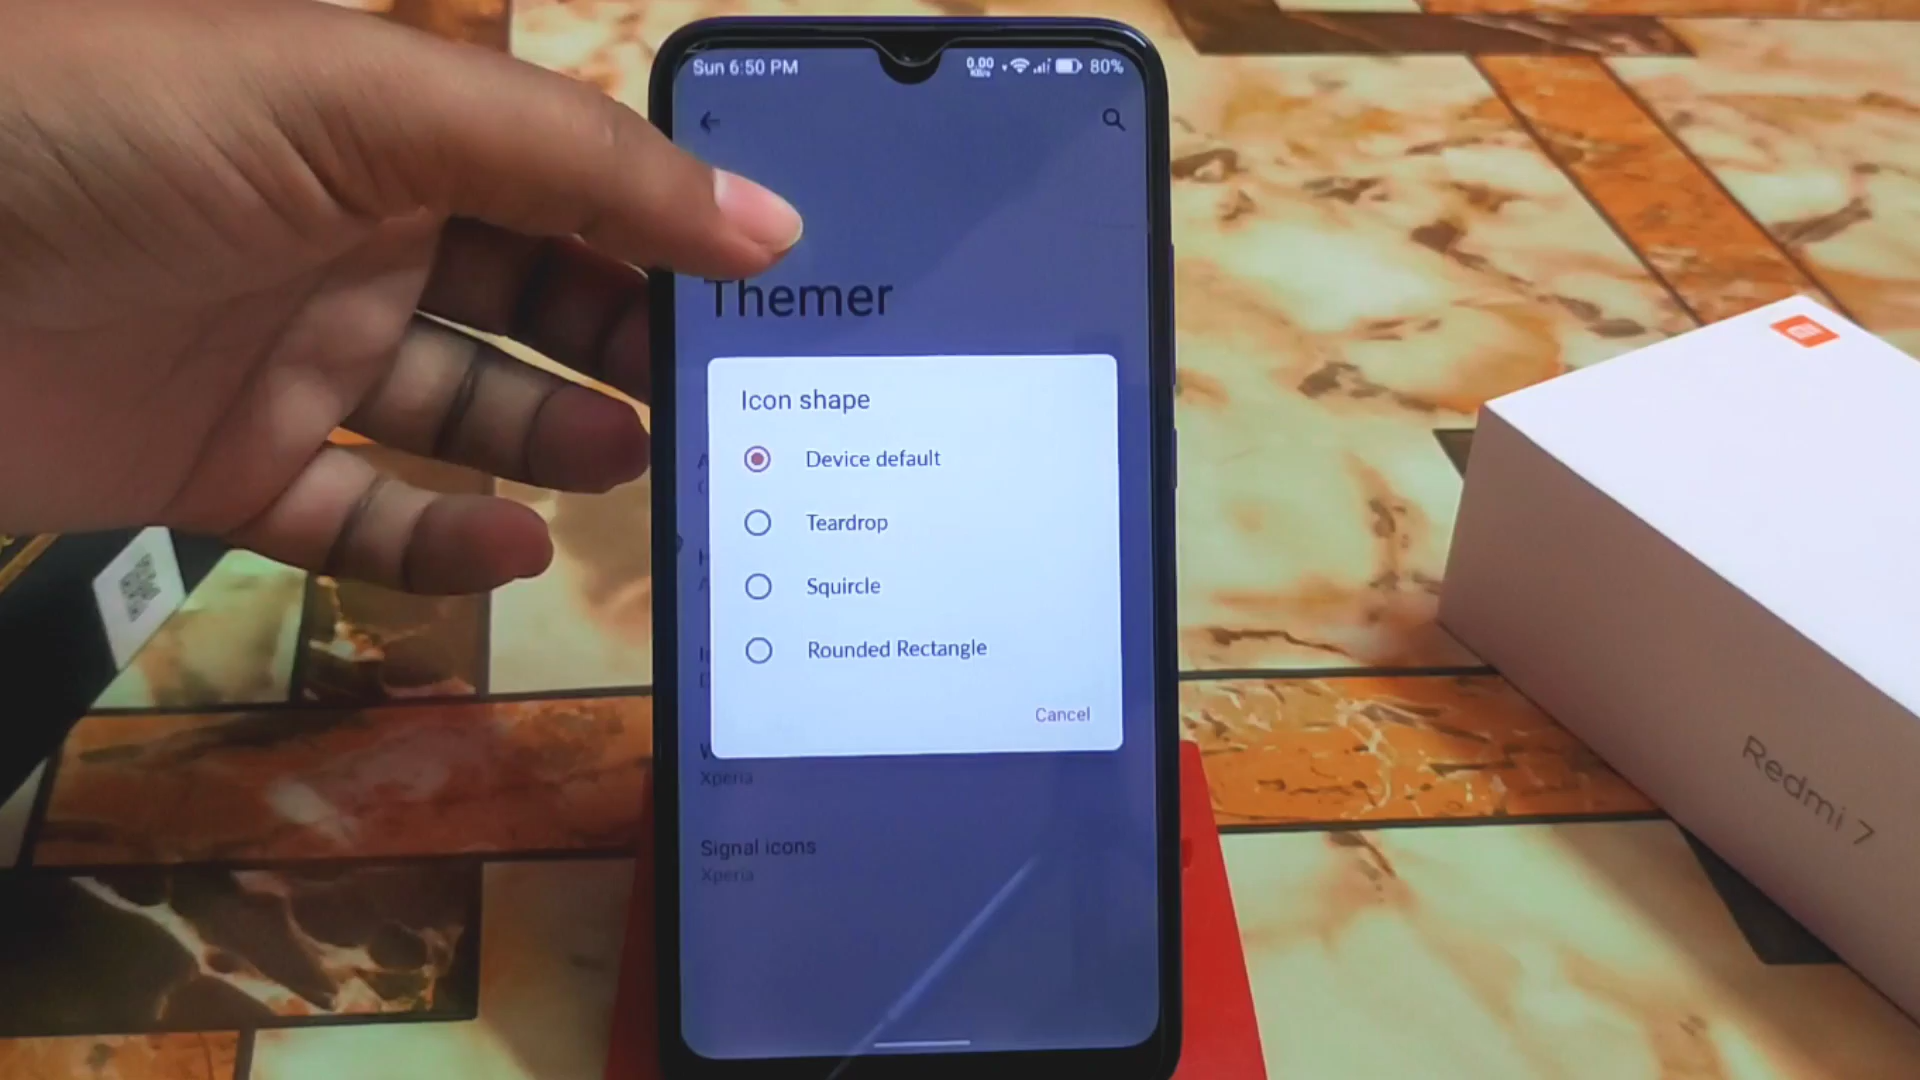 Sun 6:50 PM
0.00
80%
Themer
Icon shape
Device default
Teardrop
Squircle
Rounded Rectangle
Cancel
Xperia
Signal icons
Xperia
Redmi 7